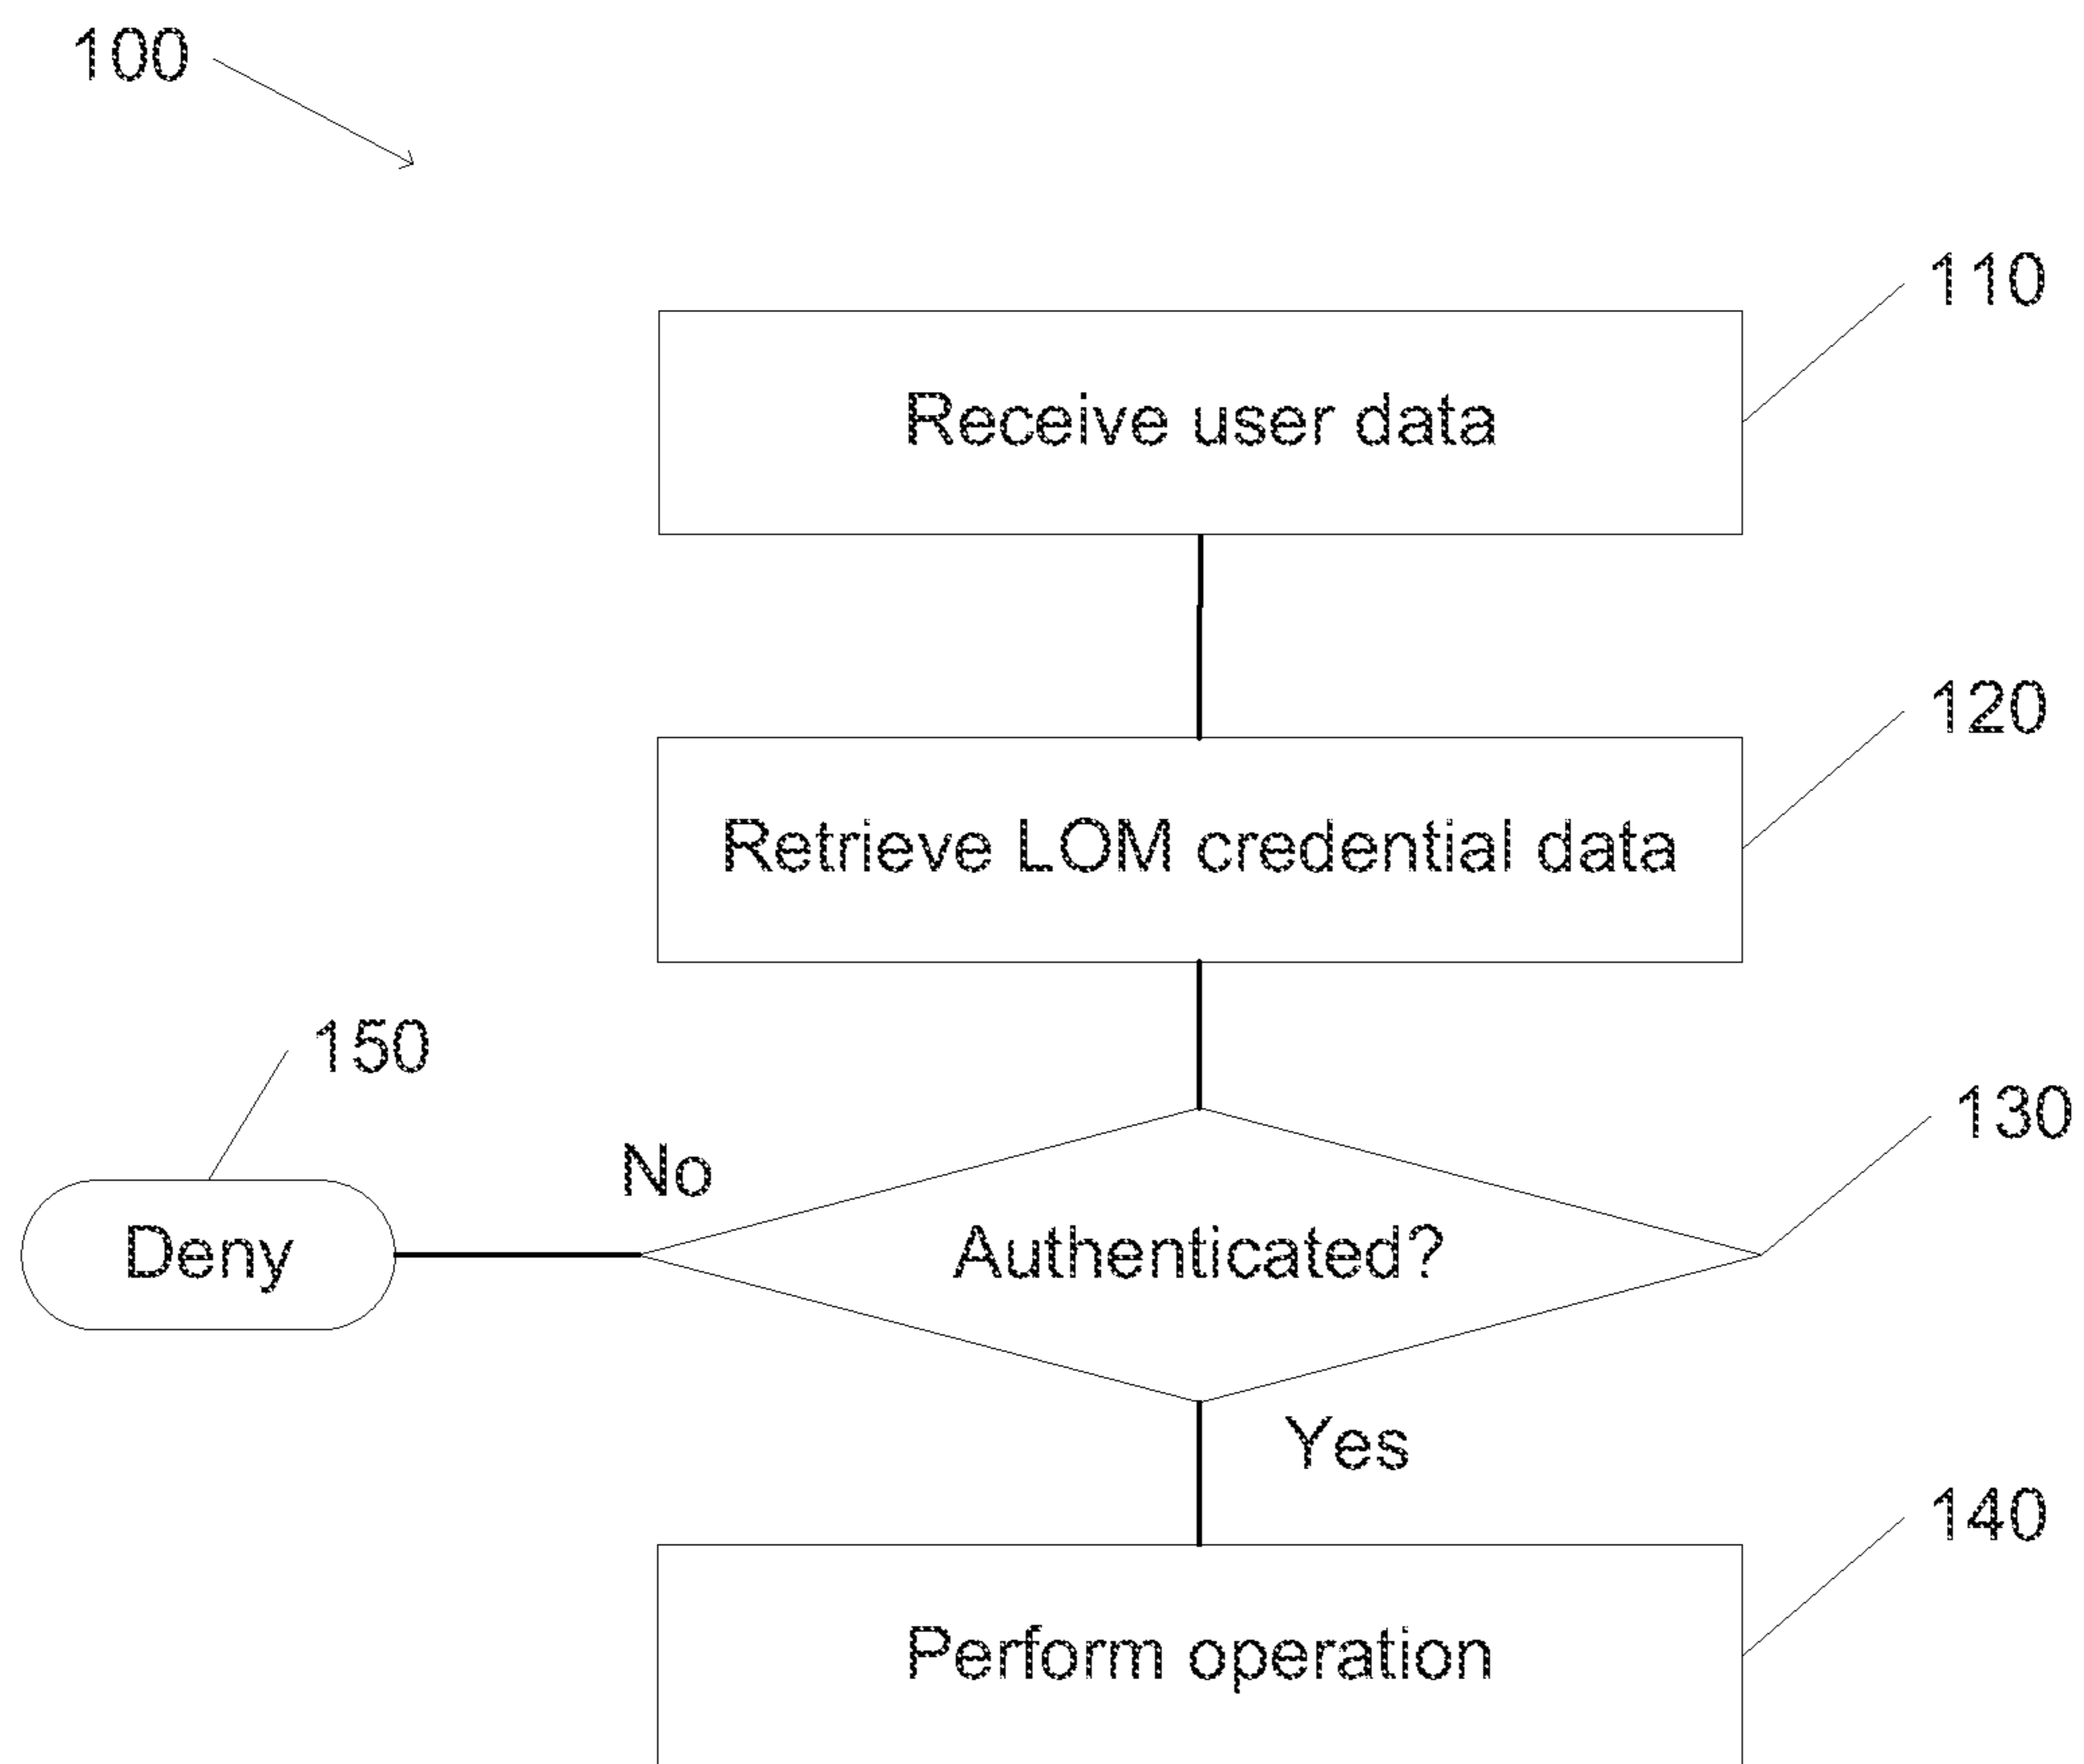 100
110
Receive user data
120
Retrieve LOM credential data
150
130
No
Deny
Authenticated?
Yes
140
Perform operation